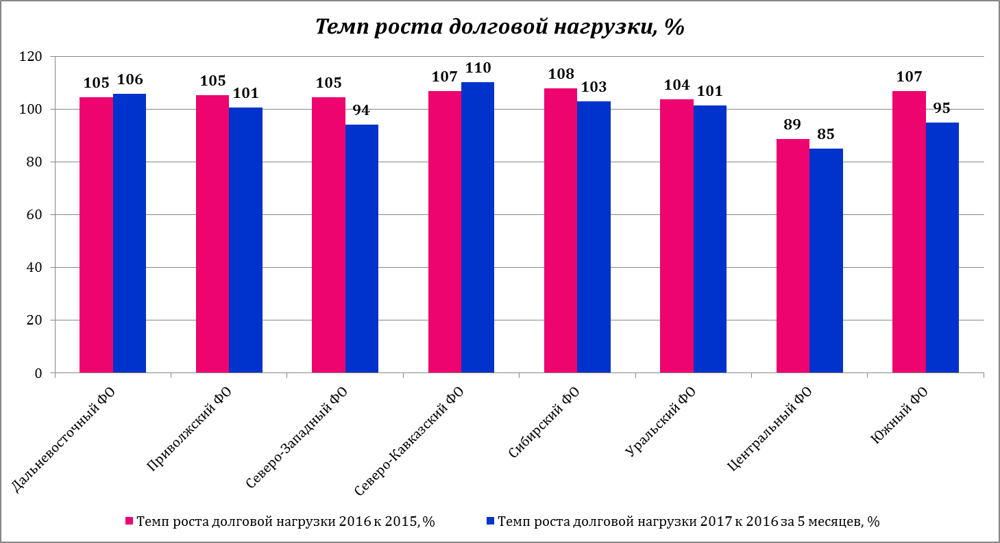 Темп роста долговой нагрузки, %
120
100
80
60
40
20
0
105
106
105
101
105
94
107
110
108
103
104
101
89
85
107
95
Дальневосточный ФО
Приволжский ФО
Северо-Западный ФО
Северо-Кавказский ФО
Сибирский ФО
Уральский ФО
Центральный ФО
Южный ФО
Темп роста долговой нагрузки 2016 к 2015, %
Темп роста долговой нагрузки 2017 к 2016 за 5 месяцев, %